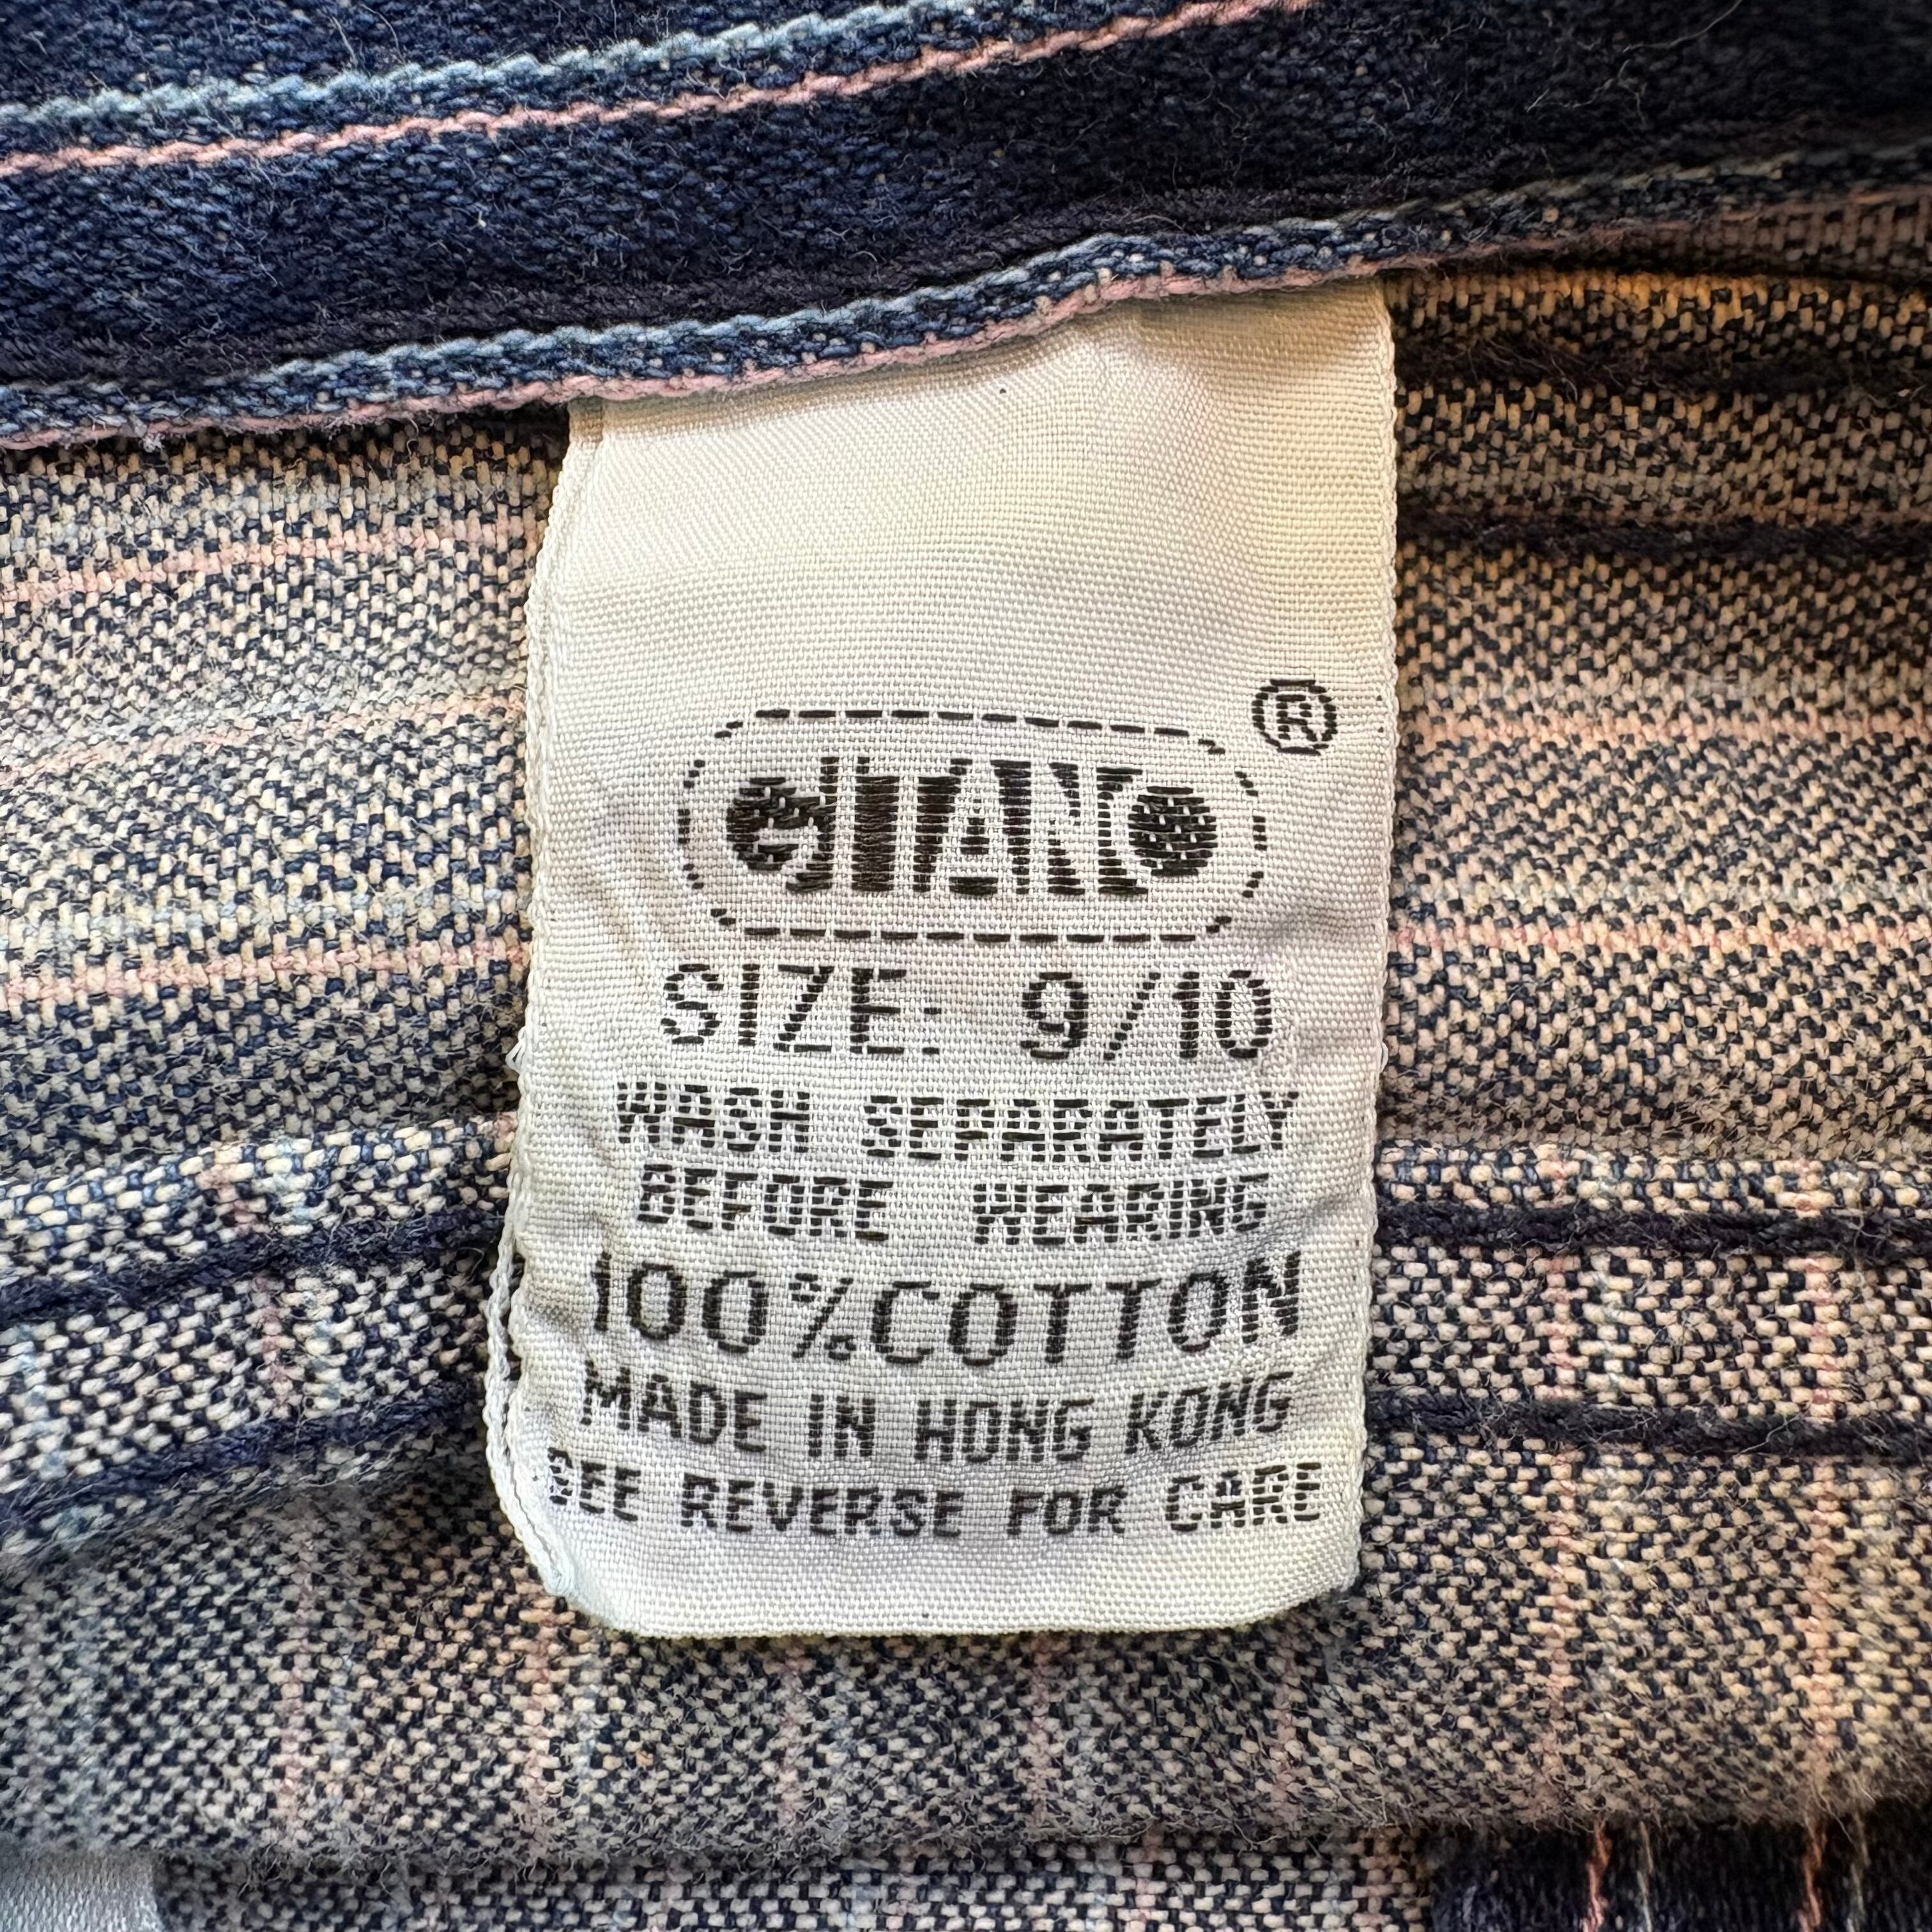 GITANO ®
SIZE: 9/10
WASH SEPARATELY
BEFORE WEARING
100% COTTON
MADE IN HONG KONG
SEE REVERSE FOR CARE